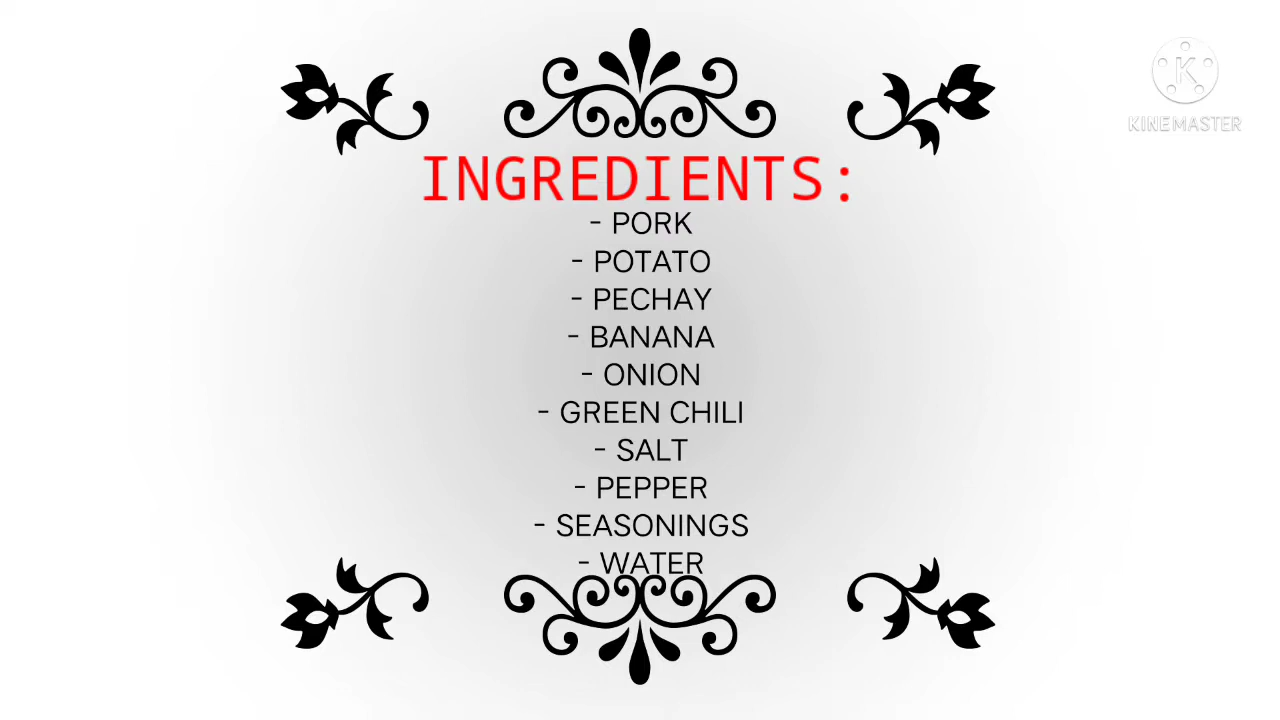 KINEMASTER
INGREDIENTS:
- PORK
- POTATO
- PECHAY
- BANANA
- ONION
- GREEN CHILI
- SALT
- PEPPER
- SEASONINGS
- WATER